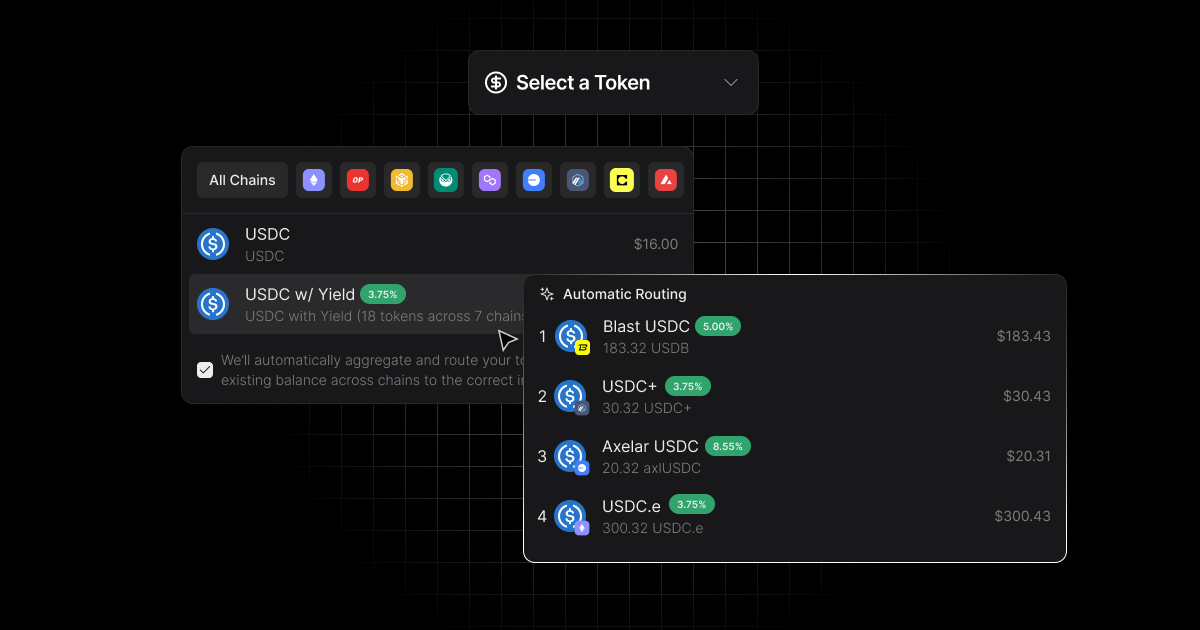 Select a Token
All Chains
OP
USDC
USDC
$16.00
USDC w/ Yield 3.75%
USDC with Yield (18 tokens across 7 chains
We'll automatically aggregate and route your
existing balance across chains to the correct
Automatic Routing
1
Blast USDC 5.00%
183.32 USDB
$183.43
2
USDC+ 3.75%
30.32 USDC+
$30.43
3
Axelar USDC 8.55%
20.32 axlUSDC
$20.31
4
USDC.e 3.75%
300.32 USDC.e
$300.43